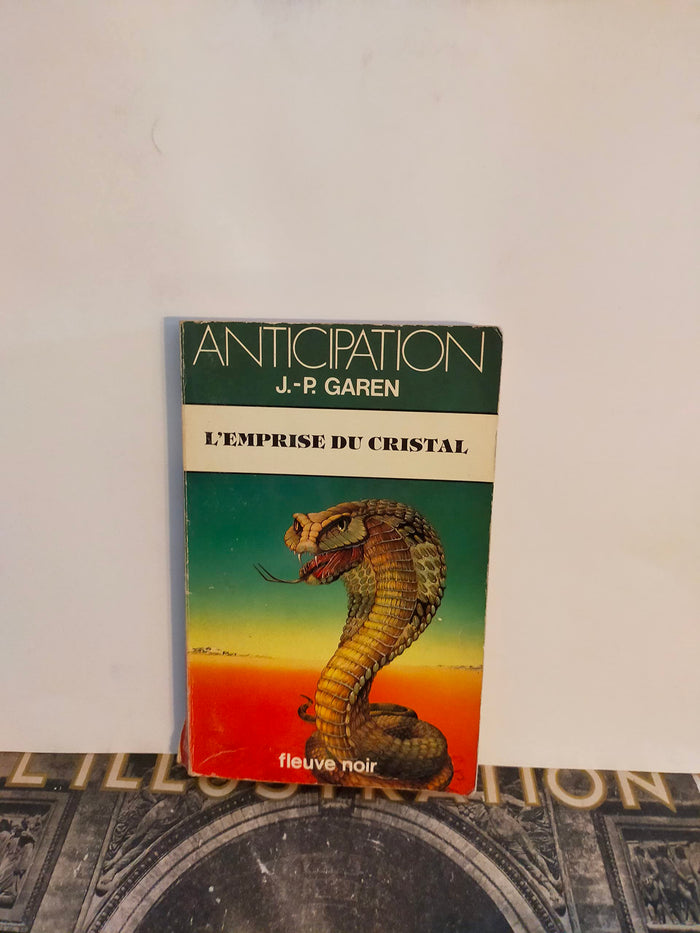 ANTICIPATION
J.-P. GAREN
L'EMPRISE DU CRISTAL
fleuve noir
L'ILLUSTRATION